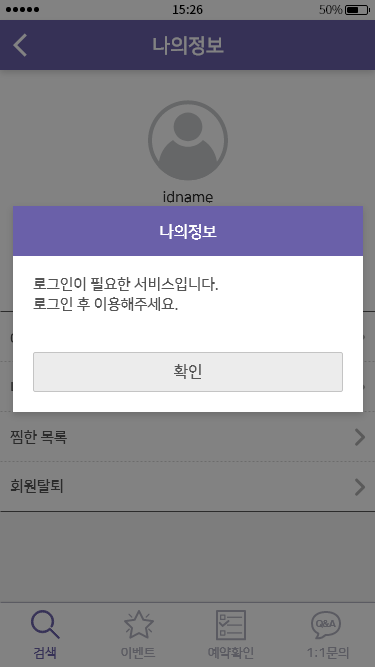 15:26
50%
나의정보
idname
나의정보
로그인이 필요한 서비스입니다.
로그인 후 이용해주세요.
확인
찜한 목록
회원탈퇴
Q&A
검색
이벤트
예약확인
1:1문의